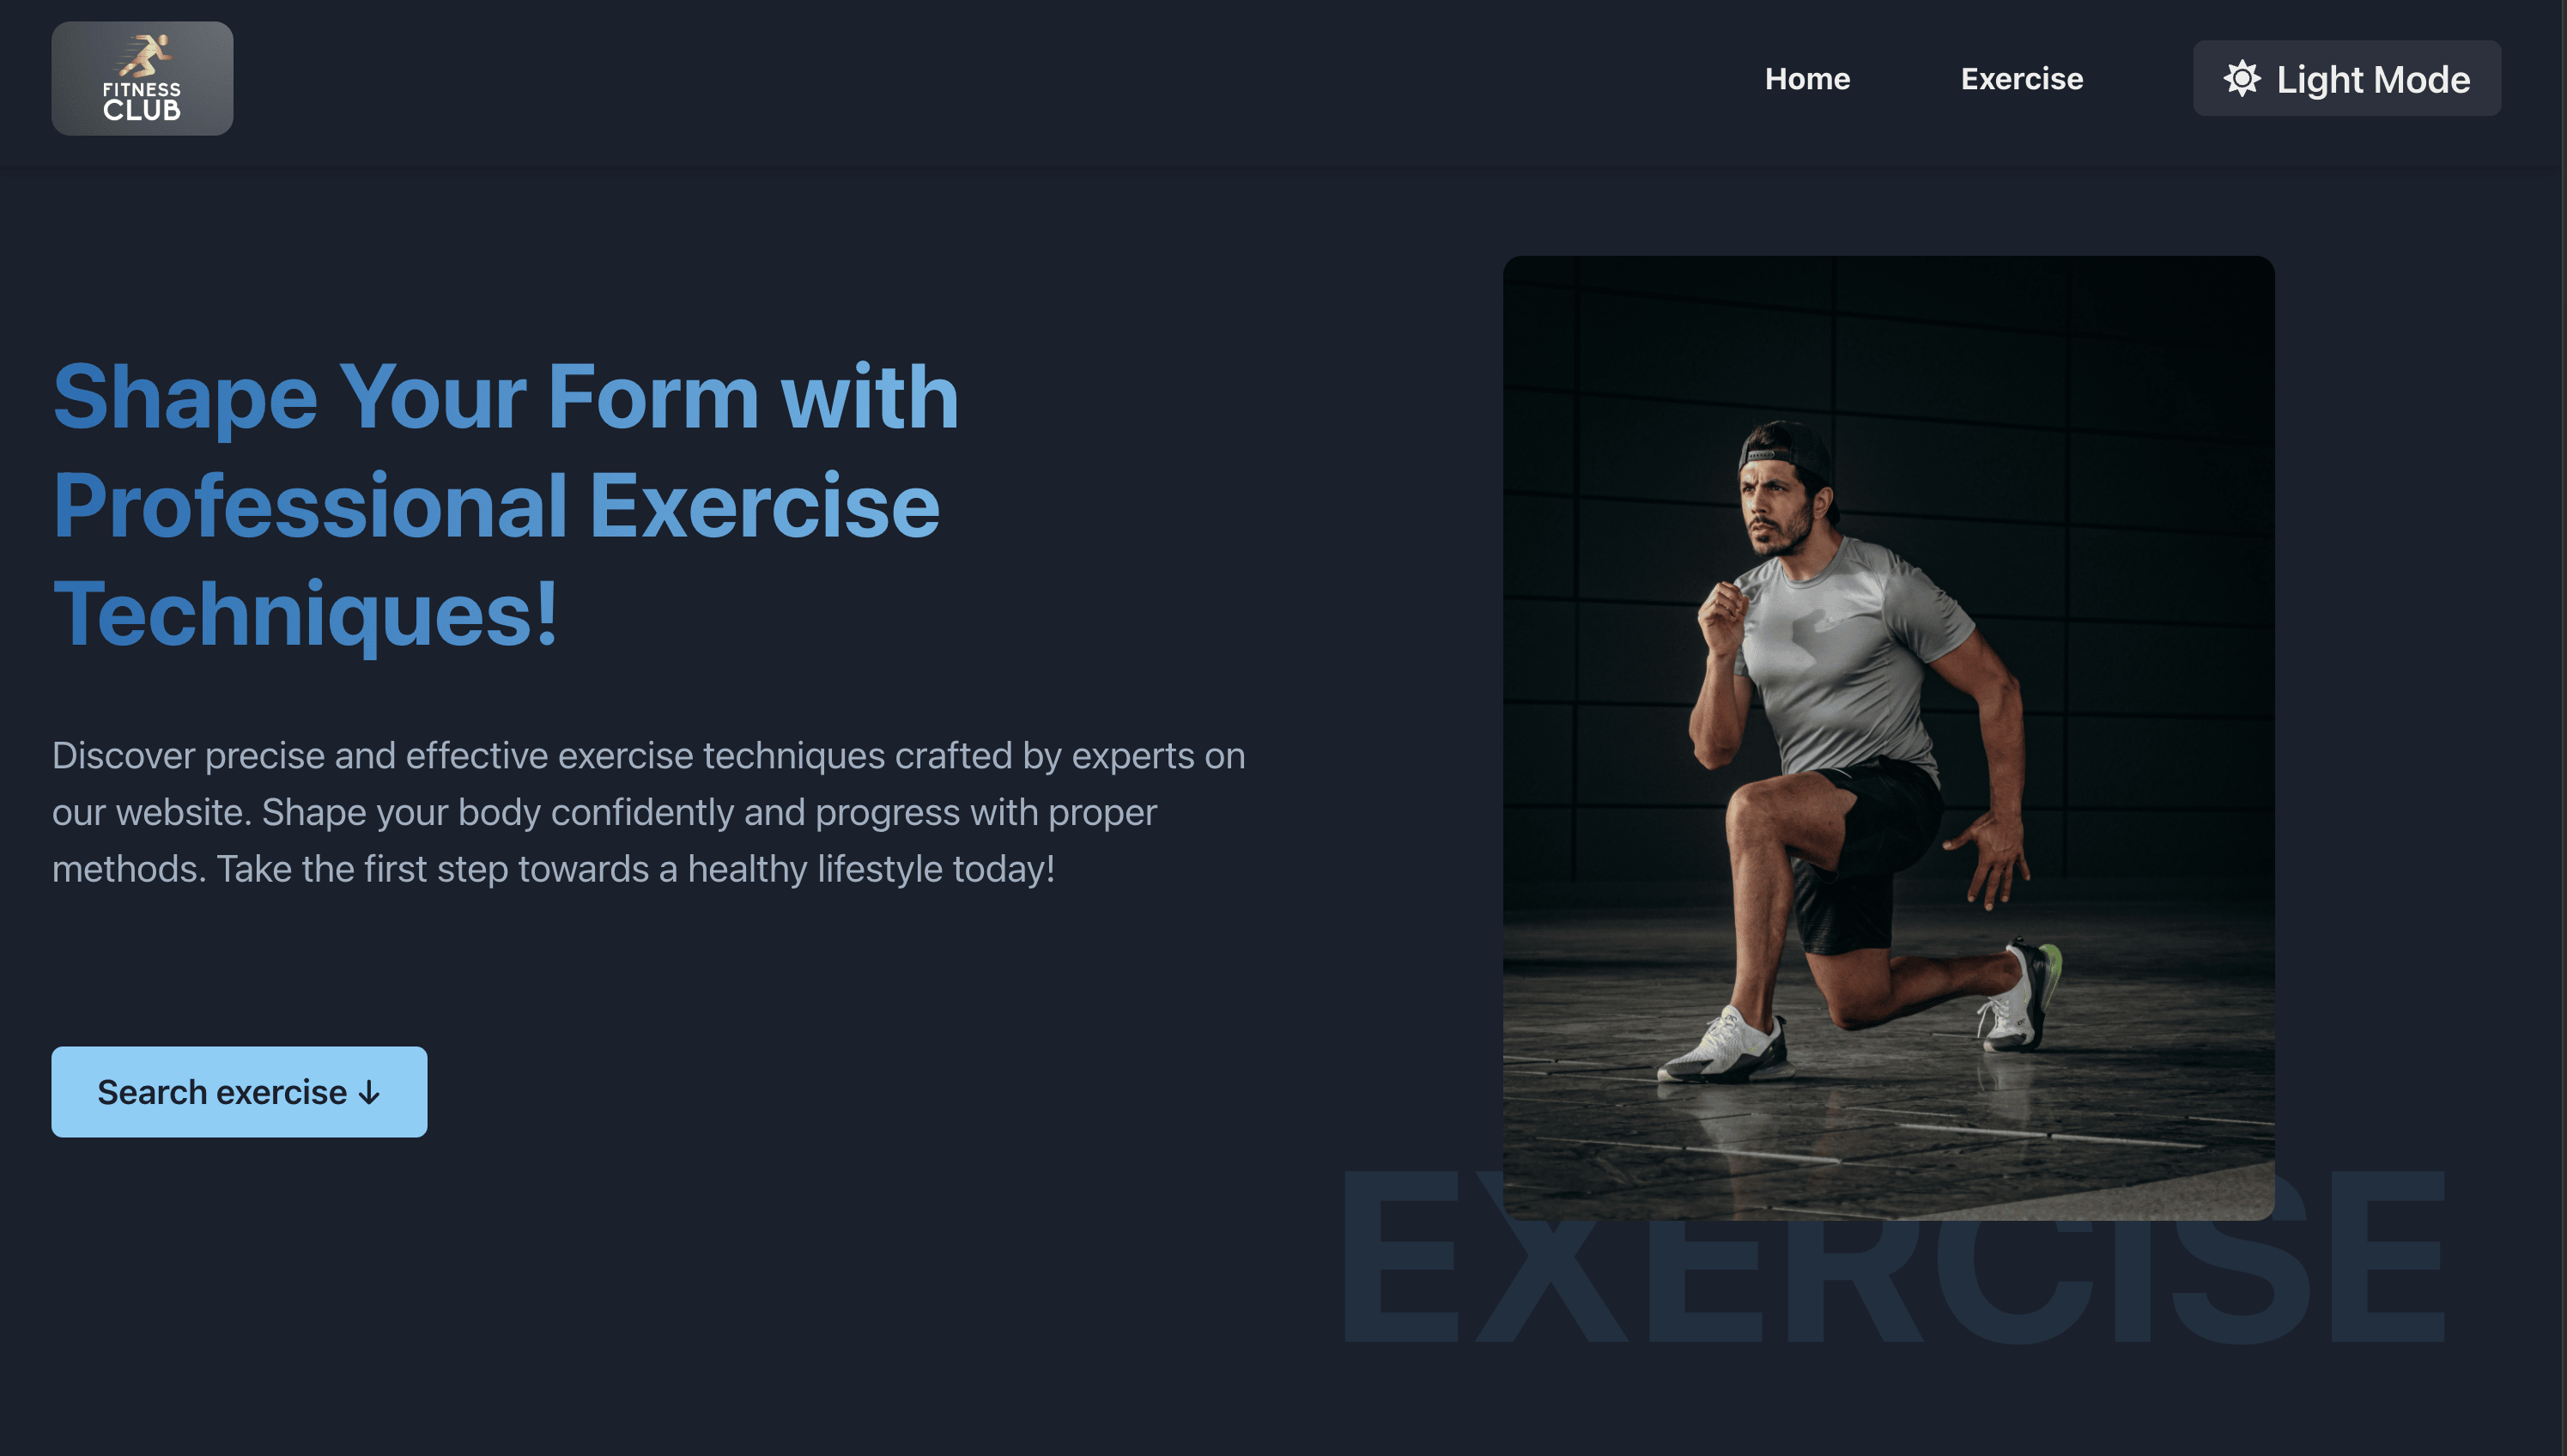 FITNESS
CLUB
Home
Exercise
Light Mode
Shape Your Form with
Professional Exercise
Techniques!
Discover precise and effective exercise techniques crafted by experts on
our website. Shape your body confidently and progress with proper
methods. Take the first step towards a healthy lifestyle today!
Search exercise ↓
EXERCISE